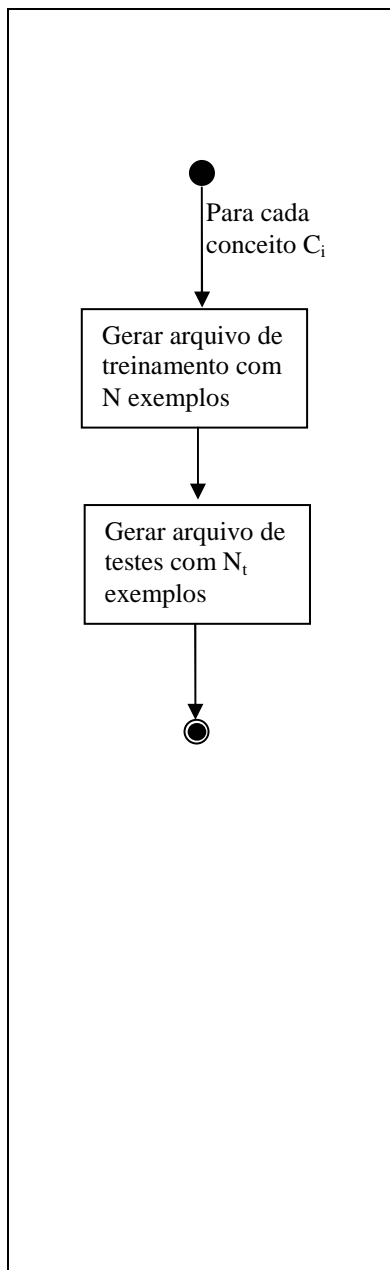 Para cada
conceito Cᵢ
Gerar arquivo de
treinamento com
N exemplos
Gerar arquivo de
testes com Nₜ
exemplos